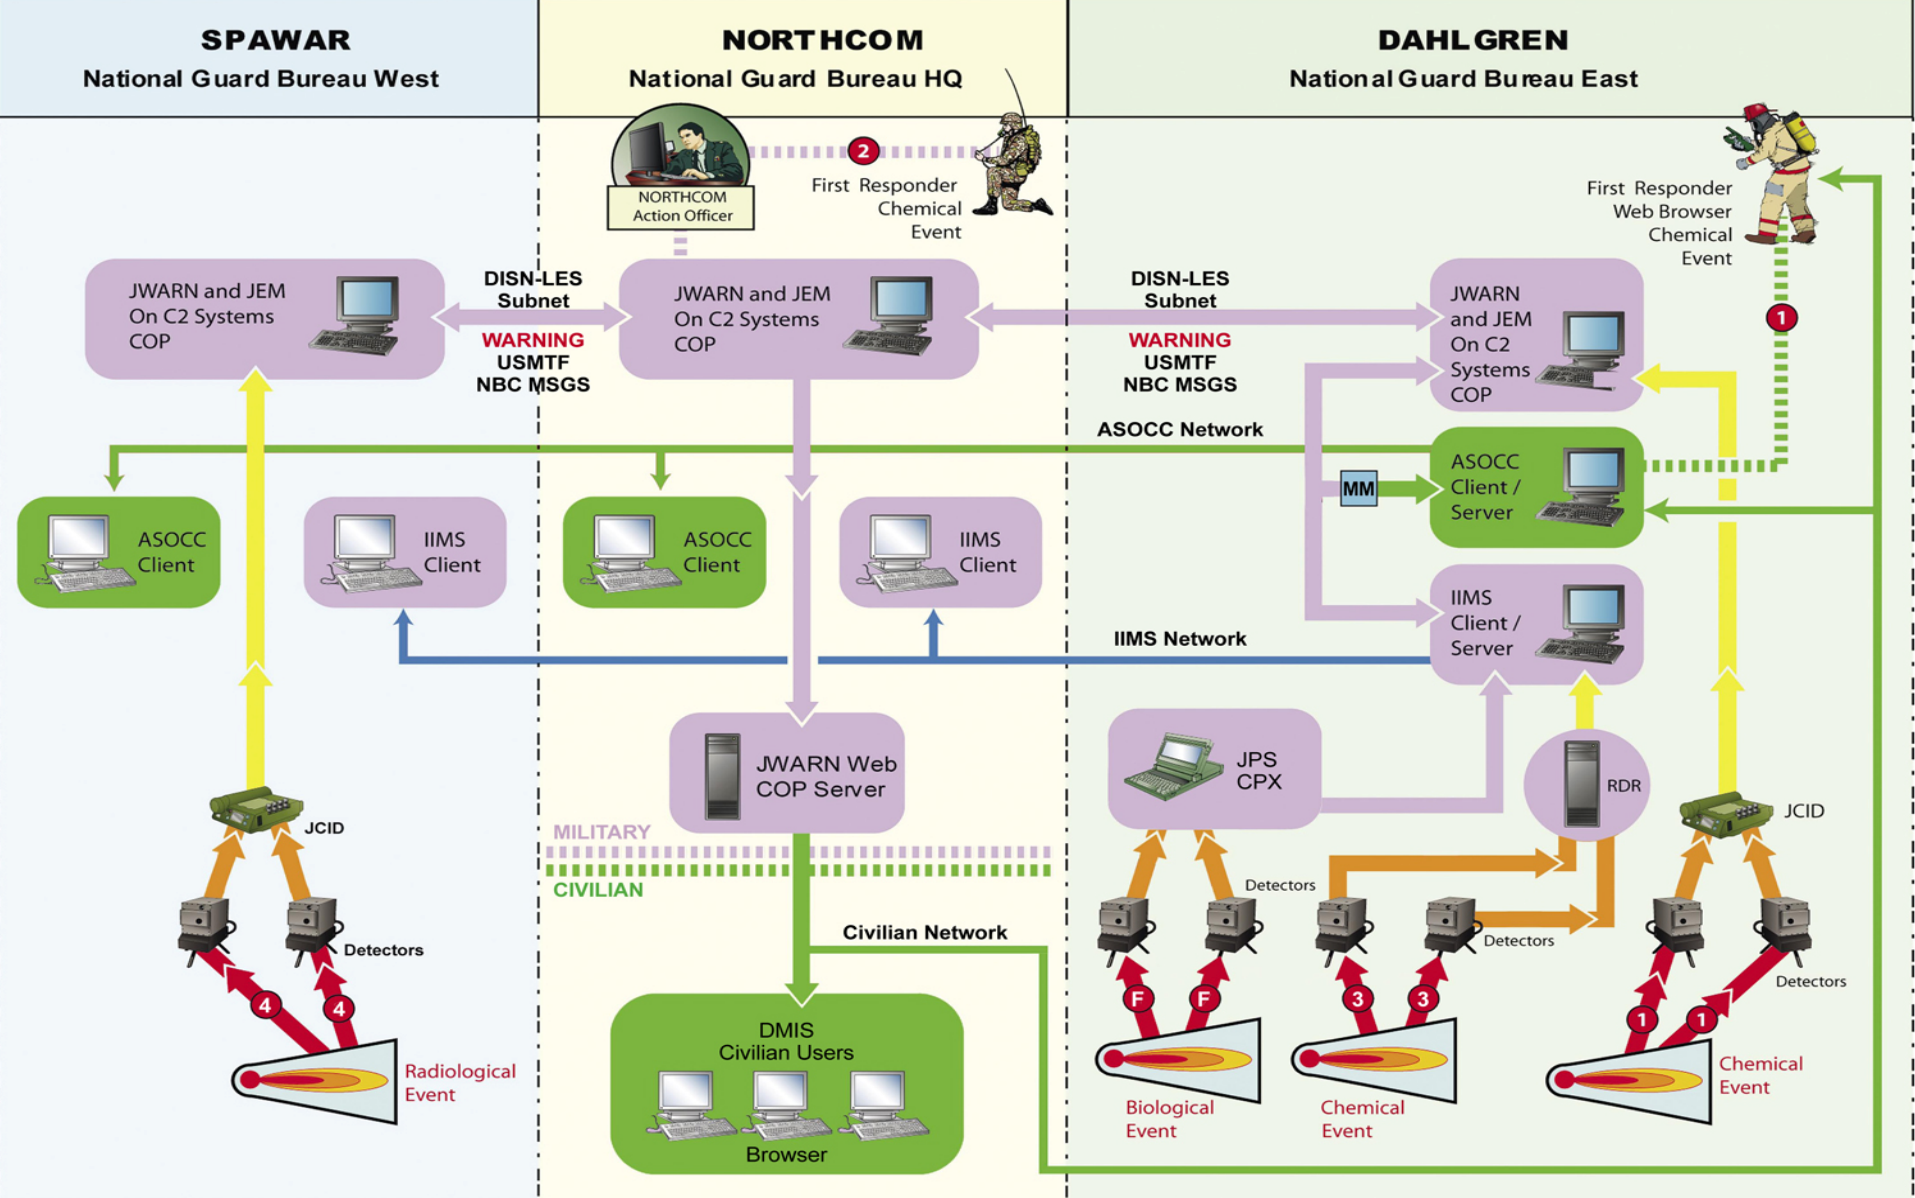 SPAWAR
National Guard Bureau West
NORTHCOM
National Guard Bureau HQ
DAHLGREN
National Guard Bureau East
NORTHCOM
Action Officer
2
First Responder
Chemical
Event
First Responder
Web Browser
Chemical
Event
1
JWARN and JEM
On C2 Systems
COP
DISN-LES
Subnet
WARNING
USMTF
NBC MSGS
JWARN and JEM
On C2 Systems
COP
DISN-LES
Subnet
WARNING
USMTF
NBC MSGS
JWARN
and JEM
On C2
Systems
COP
ASOCC Network
MM
ASOCC
Client /
Server
ASOCC
Client
IIMS
Client
ASOCC
Client
IIMS
Client
IIMS
Client /
Server
IIMS Network
JWARN Web
COP Server
JPS
CPX
RDR
JCID
JCID
MILITARY
CIVILIAN
Detectors
Detectors
Detectors
Detectors
Civilian Network
4
4
F
F
3
3
1
1
Radiological
Event
DMIS
Civilian Users
Browser
Biological
Event
Chemical
Event
Chemical
Event